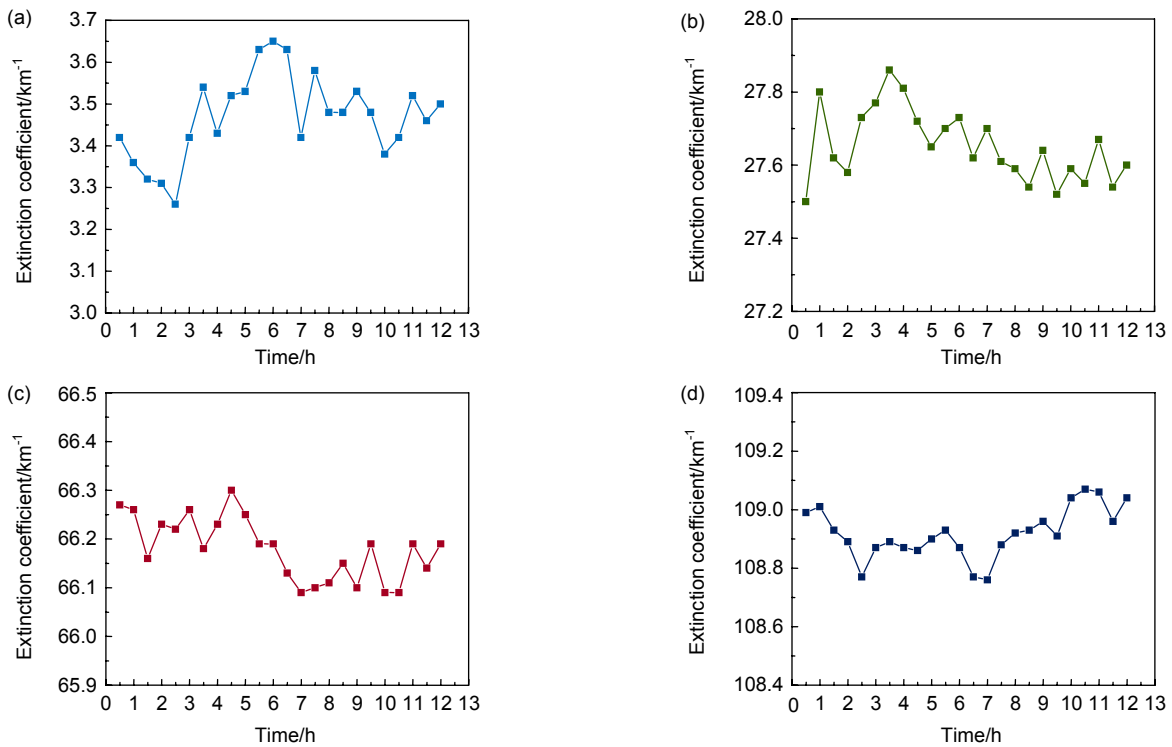 (a)
3.7
3.6
3.5
3.4
3.3
3.2
3.1
3.0
Extinction coefficient/km⁻¹
0 1 2 3 4 5 6 7 8 9 10 11 12 13
Time/h
(b)
28.0
27.8
27.6
27.4
27.2
Extinction coefficient/km⁻¹
0 1 2 3 4 5 6 7 8 9 10 11 12 13
Time/h
(c)
66.5
66.4
66.3
66.2
66.1
66.0
65.9
Extinction coefficient/km⁻¹
0 1 2 3 4 5 6 7 8 9 10 11 12 13
Time/h
(d)
109.4
109.2
109.0
108.8
108.6
108.4
Extinction coefficient/km⁻¹
0 1 2 3 4 5 6 7 8 9 10 11 12 13
Time/h